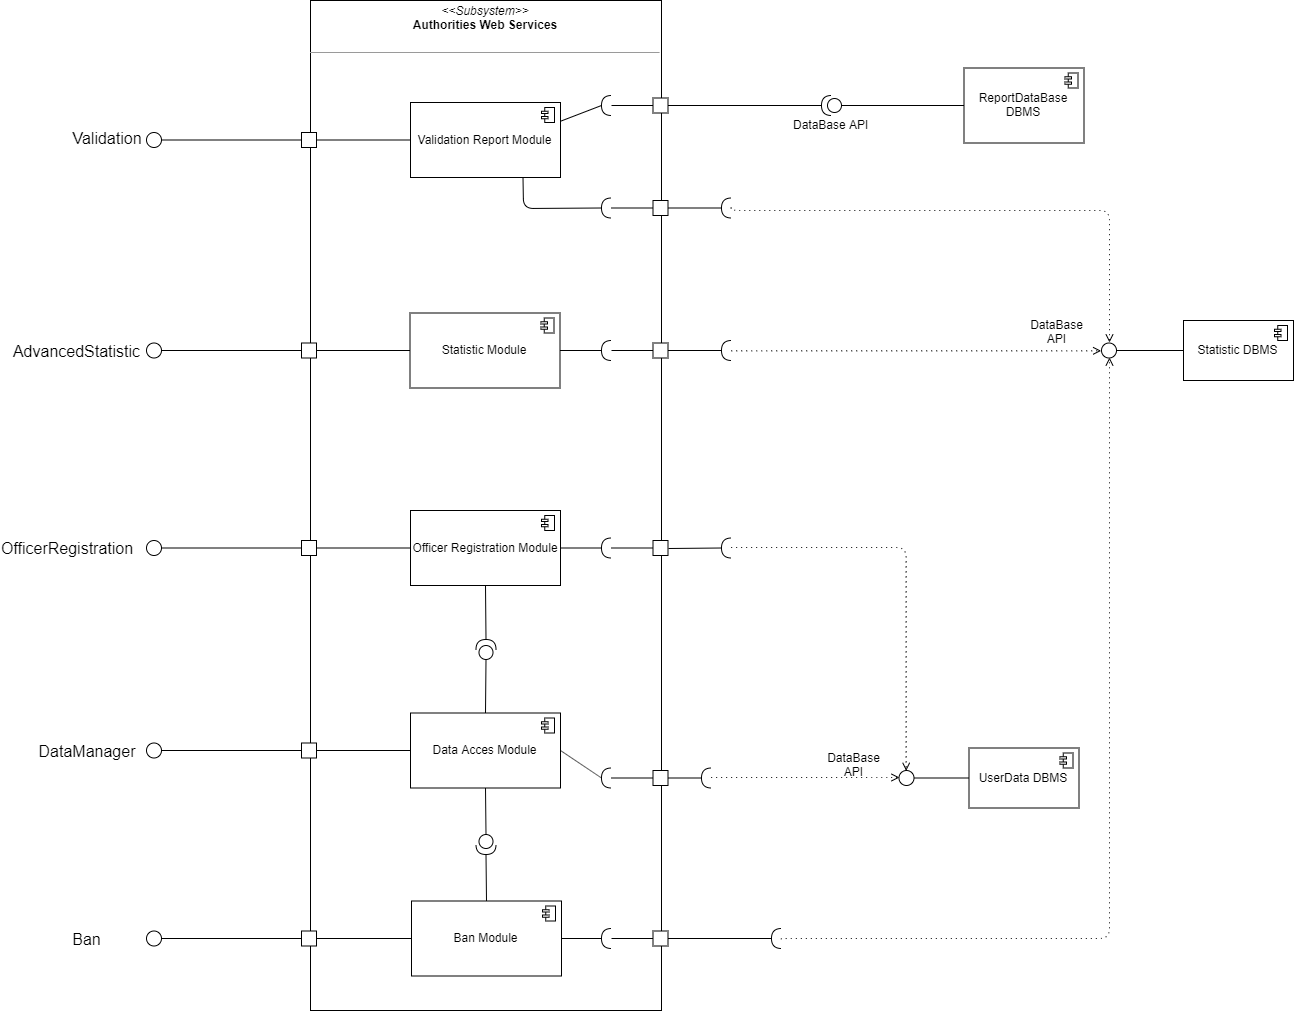 <<Subsystem>>
Authorities Web Services
ReportDataBase
DBMS
DataBase API
Validation
Validation Report Module
DataBase
API
AdvancedStatistic
Statistic Module
Statistic DBMS
OfficerRegistration
Officer Registration Module
DataManager
Data Acces Module
DataBase
API
UserData DBMS
Ban
Ban Module